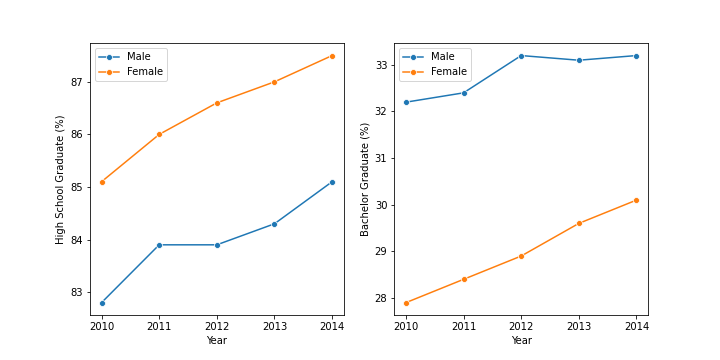 Male
Female
High School Graduate (%)
87
86
85
84
83
2010 2011 2012 2013 2014
Year
Male
Female
Bachelor Graduate (%)
33
32
31
30
29
28
2010 2011 2012 2013 2014
Year